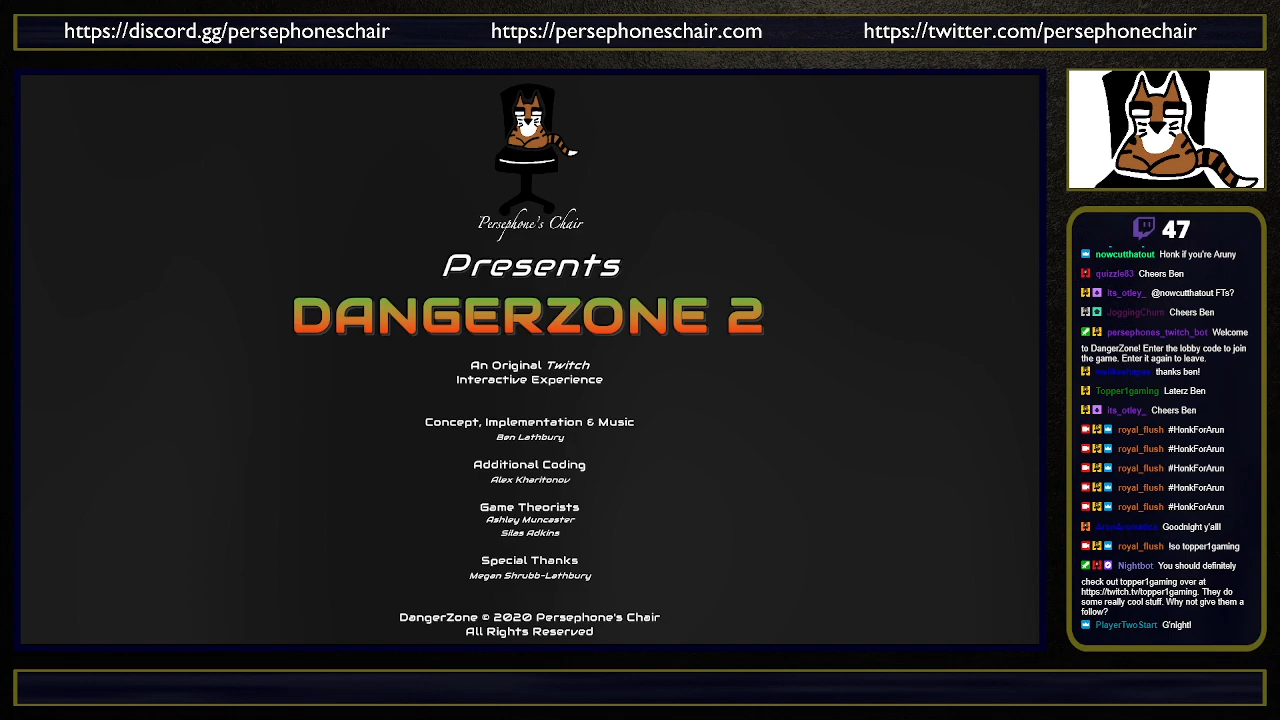 https://discord.gg/persephoneschair
https://persephoneschair.com
https://twitter.com/persephonechair
Persephone's Chair
Presents
DANGERZONE 2
An Original Twitch
Interactive Experience
Concept, Implementation & Music
Ben Lathbury
Additional Coding
Alex Kharitonov
Game Theorists
Ashley Muncaster
Silas Adkins
Special Thanks
Megan Shrubb-Lathbury
DangerZone © 2020 Persephone's Chair
All Rights Reserved
47
nowcutthatout Honk if you're Aruny
quizzle83 Cheers Ben
its_otley_ @nowcutthatout FTs?
JoggingChum Cheers Ben
persephones_twitch_bot Welcome
to DangerZone! Enter the lobby code to join
the game. Enter it again to leave.
thanks ben!
Topper1gaming Laterz Ben
its_otley_ Cheers Ben
royal_flush #HonkForArun
royal_flush #HonkForArun
royal_flush #HonkForArun
royal_flush #HonkForArun
royal_flush #HonkForArun
Goodnight y'all!
royal_flush !so topper1gaming
Nightbot You should definitely
check out topper1gaming over at
https://twitch.tv/topper1gaming. They do
some really cool stuff. Why not give them a
follow?
PlayerTwoStart G'night!